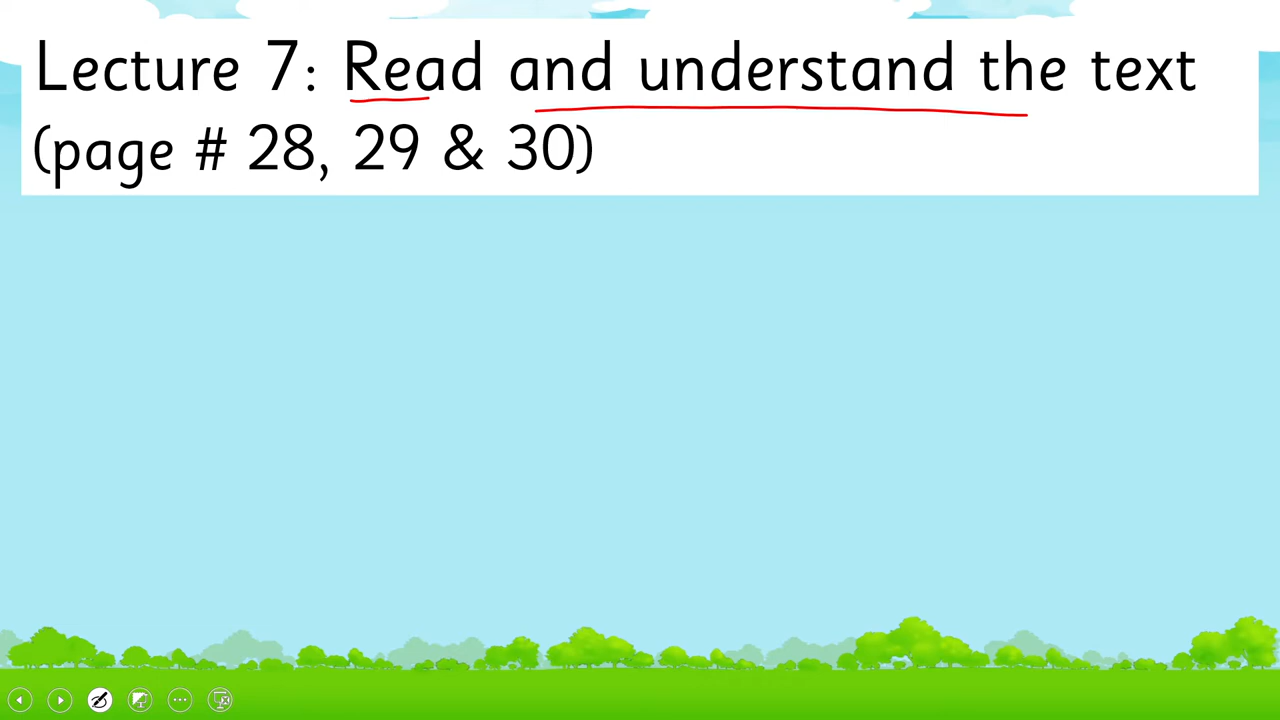 Lecture 7: Read and understand the text
(page # 28, 29 & 30)